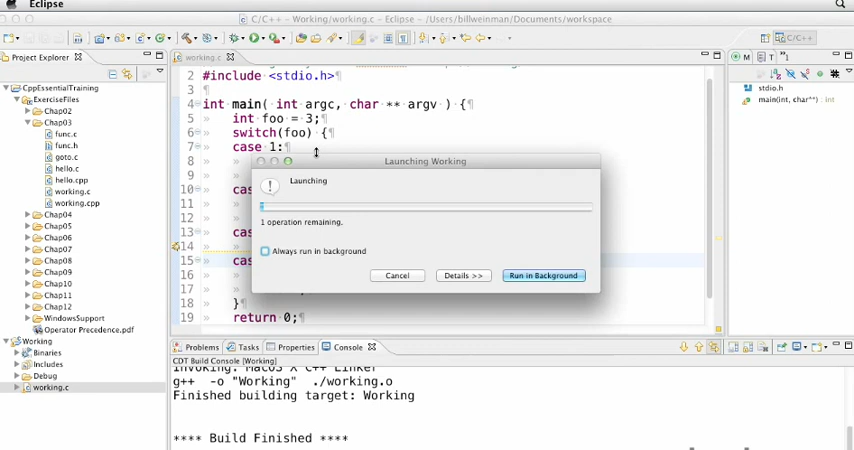 Eclipse
C/C++ - Working/working.c - Eclipse - /Users/billweinman/Documents/workspace
C/C++
Project Explorer
CppEssentialTraining
ExerciseFiles
Chap02
Chap03
func.c
func.h
goto.c
hello.c
hello.cpp
working.c
working.cpp
Chap04
Chap05
Chap06
Chap07
Chap08
Chap09
Chap10
Chap11
Chap12
WindowsSupport
Operator Precedence.pdf
Working
Binaries
Includes
Debug
working.c
working.c
2 #include <stdio.h>¶
3 ¶
4 int main( int argc, char ** argv ) {¶
5 » int foo = 3;¶
6 » switch(foo) {¶
7 » case 1:¶
8 »
9 »
10 » cas
11 »
12 »
13 » cas
14 »
15 » cas
18 » }¶
19 » return 0;¶
Launching Working
Launching
1 operation remaining.
Always run in background
Cancel
Details >>
Run in Background
M
T
»1
stdio.h
main(int, char**) : int
Problems
Tasks
Properties
Console
CDT Build Console [Working]
Invoking: MacOS X C++ Linker
g++ -o "Working" ./working.o
Finished building target: Working
**** Build Finished ****